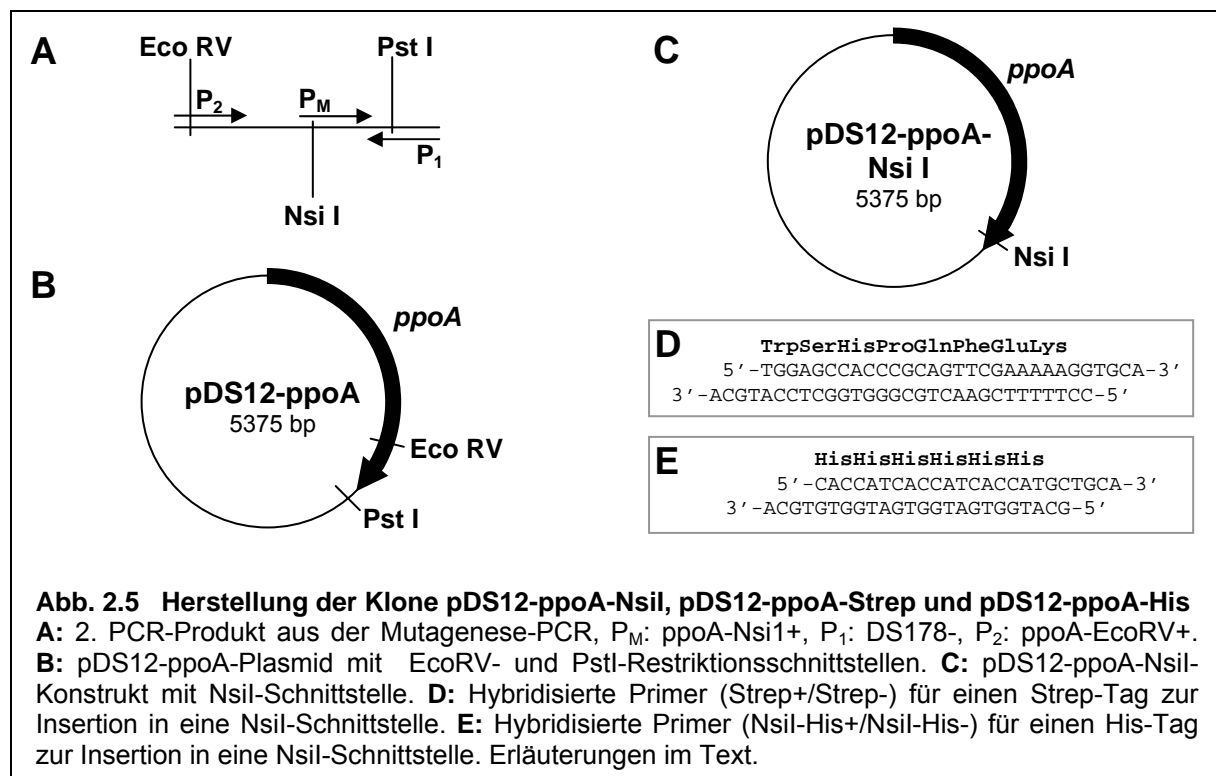 A
Eco RV
Pst I
P2
PM
P1
Nsi I
B
ppoA
pDS12-ppoA
5375 bp
Eco RV
Pst I
C
ppoA
pDS12-ppoA-
Nsi I
5375 bp
Nsi I
D
TrpSerHisProGlnPheGluLys
5’-TGGAGCCACCCGCAGTTCGAAAAAGGTGCA-3’
3’-ACGTACCTCGGTGGGCGTCAAGCTTTTTCC-5’
E
HisHisHisHisHisHis
5’-CACCATCACCATCACCATGCTGCA-3’
3’-ACGTGTGGTAGTGGTAGTGGTACG-5’
Abb. 2.5 Herstellung der Klone pDS12-ppoA-NsiI, pDS12-ppoA-Strep und pDS12-ppoA-His
A: 2. PCR-Produkt aus der Mutagenese-PCR, PM: ppoA-Nsi1+, P1: DS178-, P2: ppoA-EcoRV+.
B: pDS12-ppoA-Plasmid mit EcoRV- und PstI-Restriktionsschnittstellen. C: pDS12-ppoA-NsiI-
Konstrukt mit NsiI-Schnittstelle. D: Hybridisierte Primer (Strep+/Strep-) für einen Strep-Tag zur
Insertion in eine NsiI-Schnittstelle. E: Hybridisierte Primer (NsiI-His+/NsiI-His-) für einen His-Tag
zur Insertion in eine NsiI-Schnittstelle. Erläuterungen im Text.